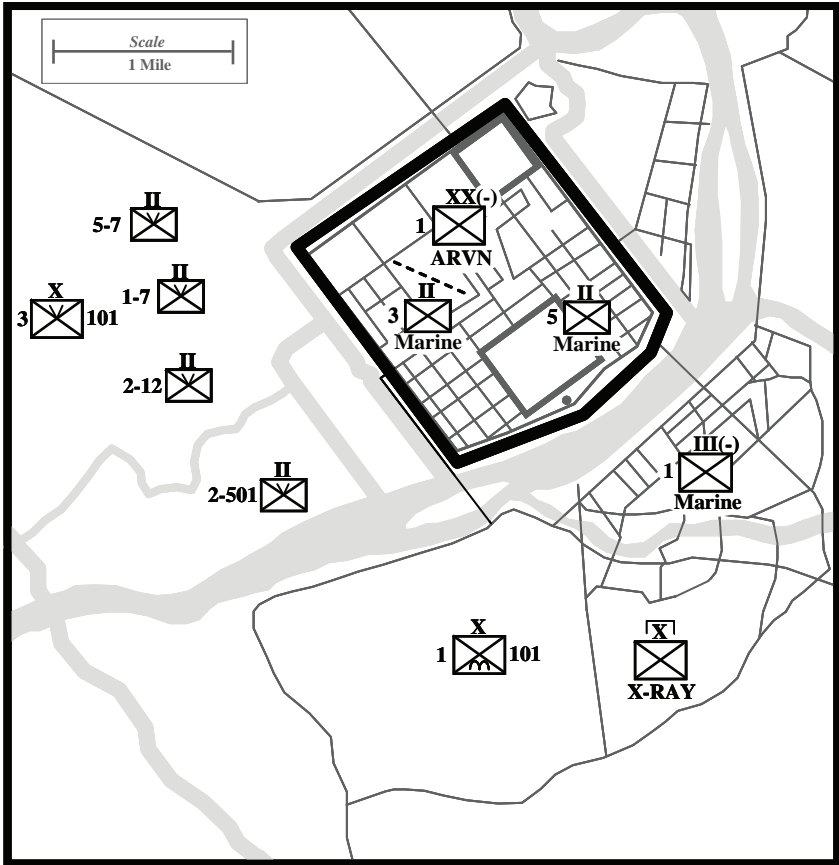 Scale
1 Mile
XX(-)
1
ARVN
II
5-7
II
1-7
X
3 101
II
3
Marine
II
5
Marine
II
2-12
III(-)
1
Marine
II
2-501
X
1 101
X
X-RAY